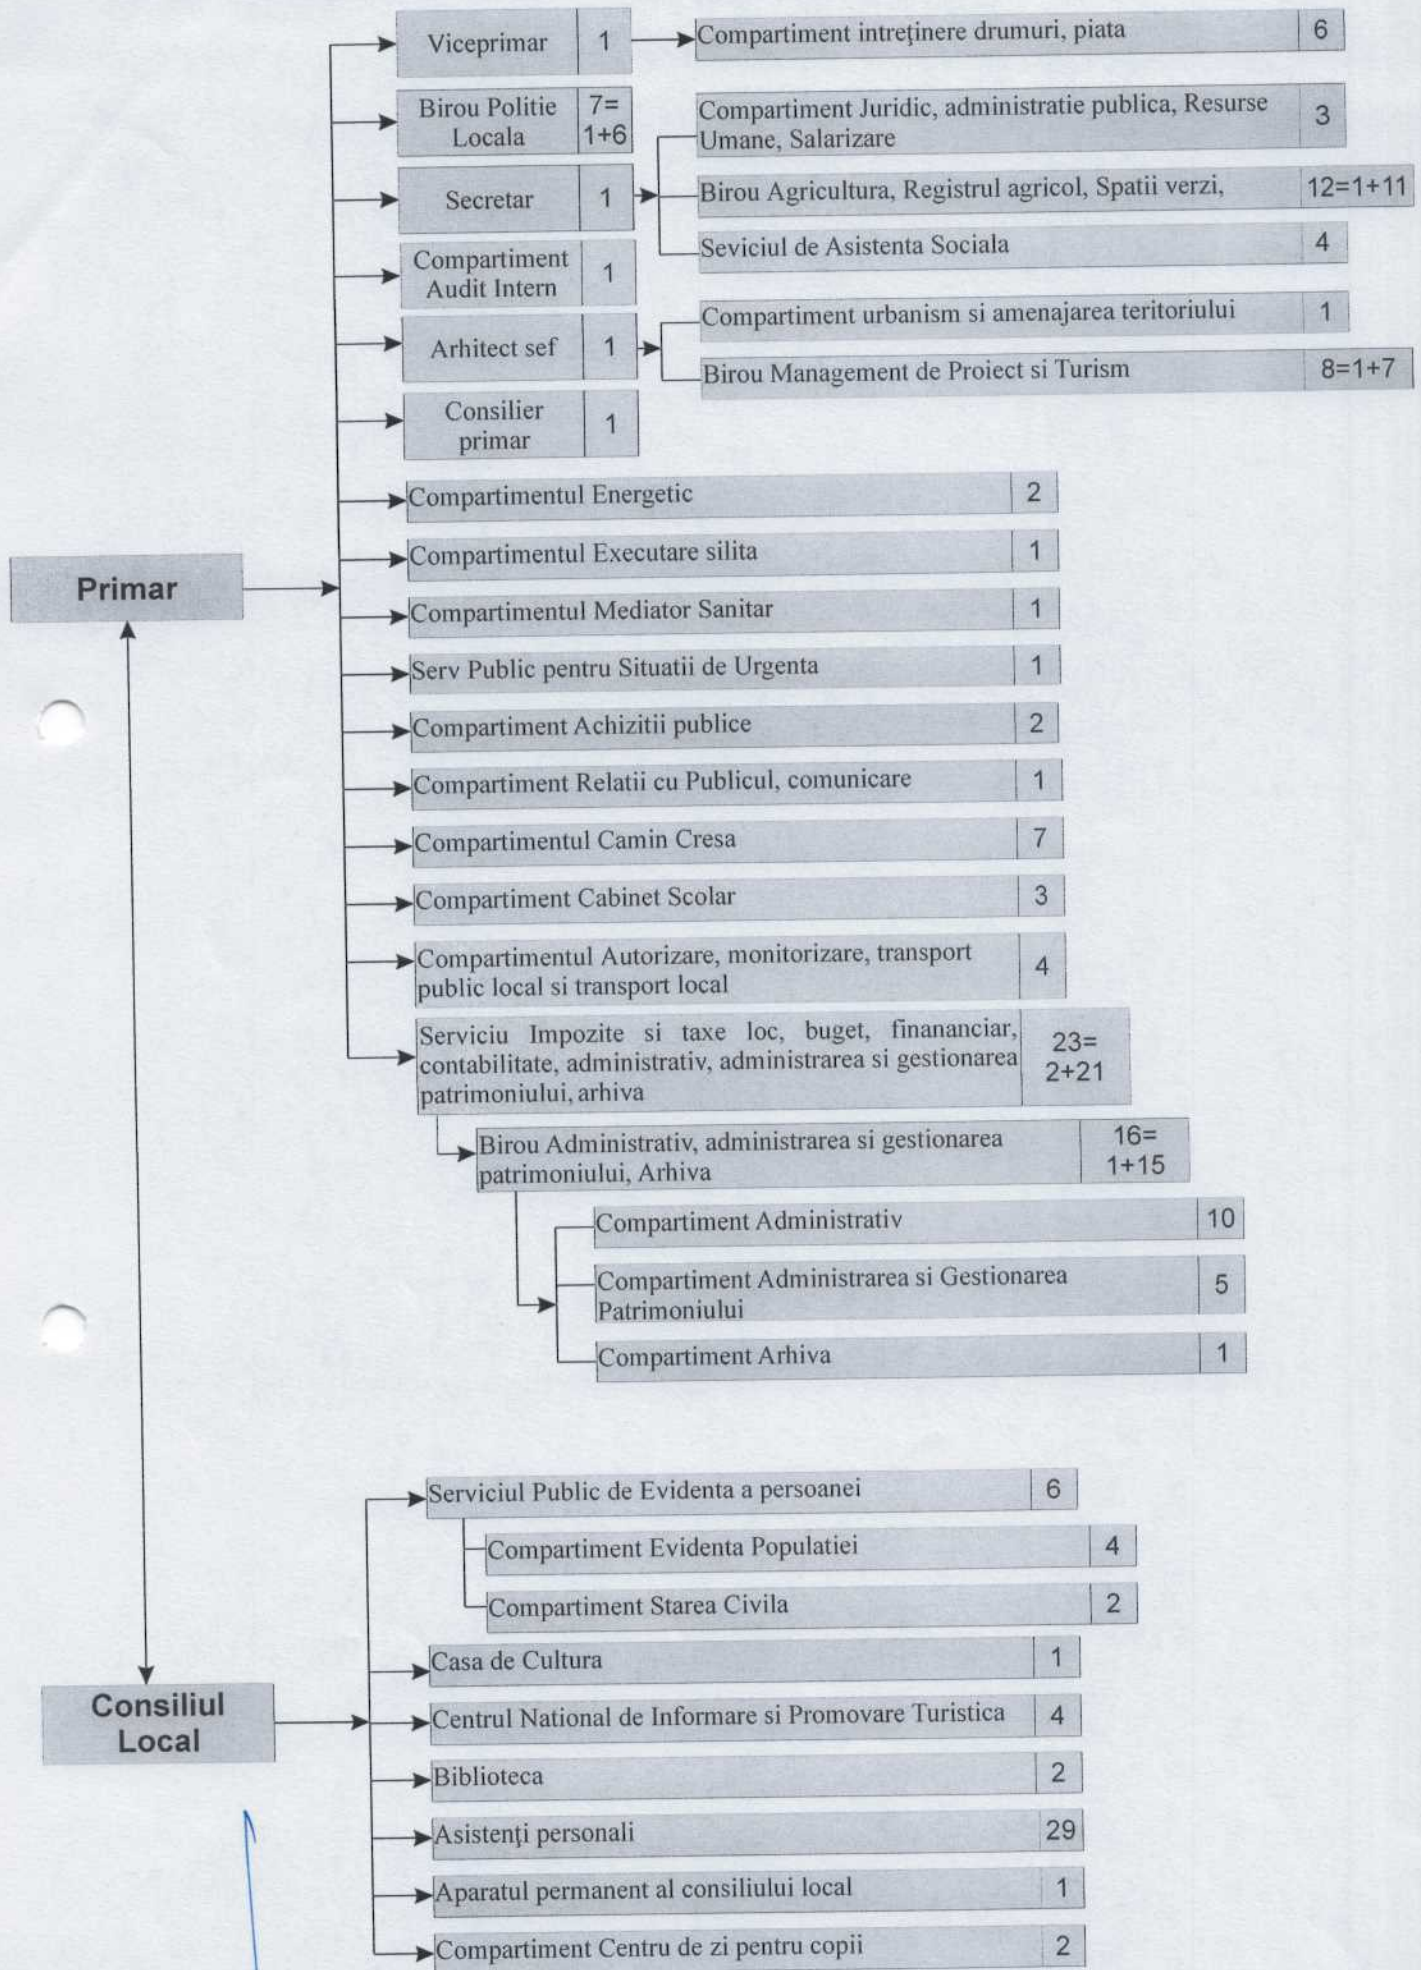 Viceprimar 1
Compartiment intreţinere drumuri, piata 6
Birou Politie
Locala
7=
1+6
Compartiment Juridic, administratie publica, Resurse
Umane, Salarizare
3
Secretar 1
Birou Agricultura, Registrul agricol, Spatii verzi, 12=1+11
Seviciul de Asistenta Sociala 4
Compartiment
Audit Intern
1
Compartiment urbanism si amenajarea teritoriului 1
Arhitect sef 1
Birou Management de Proiect si Turism 8=1+7
Consilier
primar
1
Compartimentul Energetic 2
Compartimentul Executare silita 1
Primar
Compartimentul Mediator Sanitar 1
Serv Public pentru Situatii de Urgenta 1
Compartiment Achizitii publice 2
Compartiment Relatii cu Publicul, comunicare 1
Compartimentul Camin Cresa 7
Compartiment Cabinet Scolar 3
Compartimentul Autorizare, monitorizare, transport
public local si transport local
4
Serviciu Impozite si taxe loc, buget, finananciar,
contabilitate, administrativ, administrarea si gestionarea
patrimoniului, arhiva
23=
2+21
Birou Administrativ, administrarea si gestionarea
patrimoniului, Arhiva
16=
1+15
Compartiment Administrativ 10
Compartiment Administrarea si Gestionarea
Patrimoniului
5
Compartiment Arhiva 1
Serviciul Public de Evidenta a persoanei 6
Compartiment Evidenta Populatiei 4
Compartiment Starea Civila 2
Casa de Cultura 1
Consiliul
Local
Centrul National de Informare si Promovare Turistica 4
Biblioteca 2
Asistenţi personali 29
Aparatul permanent al consiliului local 1
Compartiment Centru de zi pentru copii 2